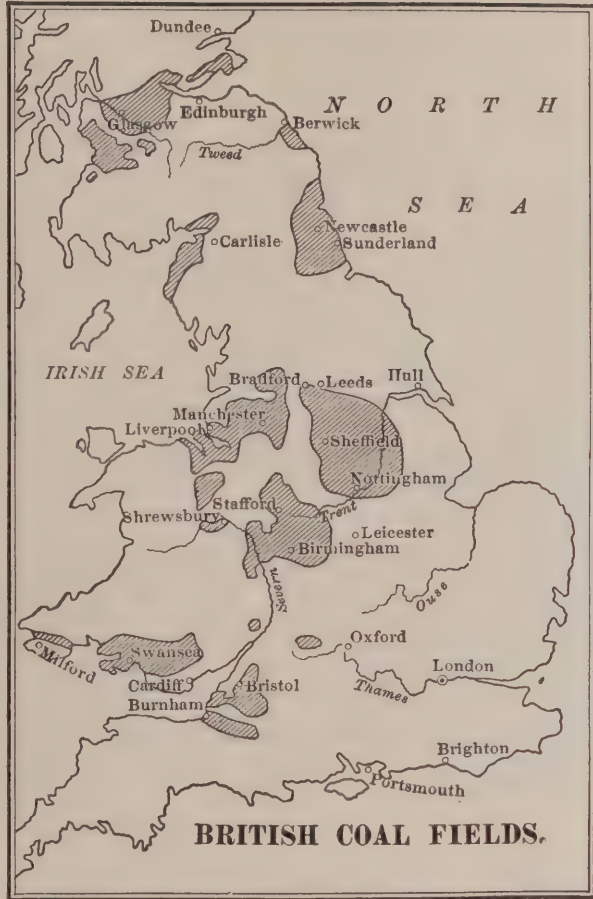 Dundee
NORTH
Edinburgh
Glasgow
Berwick
Tweed
SEA
Newcastle
Carlisle
Sunderland
IRISH SEA
Bradford
Leeds
Hull
Manchester
Liverpool
Sheffield
Nottingham
Stafford
Trent
Shrewsbury
Leicester
Birmingham
Severn
Ouse
Oxford
Milford
Swansea
London
Cardiff
Bristol
Thames
Burnham
Brighton
Portsmouth
BRITISH COAL FIELDS.